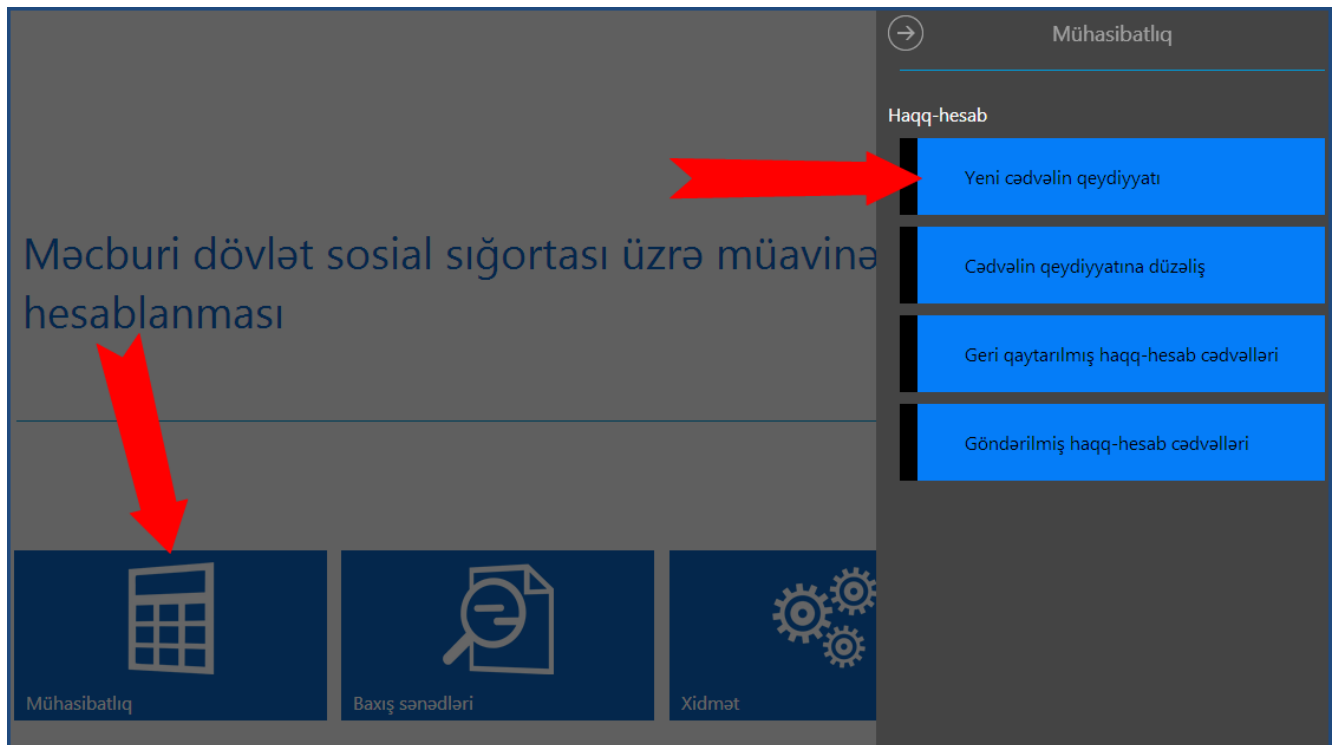 Mühasibatlıq
Haqq-hesab
Yeni cədvəlin qeydiyyatı
Cədvəlin qeydiyyatına düzəliş
Geri qaytarılmış haqq-hesab cədvəlləri
Göndərilmiş haqq-hesab cədvəlləri
Məcburi dövlət sosial sığortası üzrə müavinə
hesablanması
Mühasibatlıq
Baxış sənədləri
Xidmət